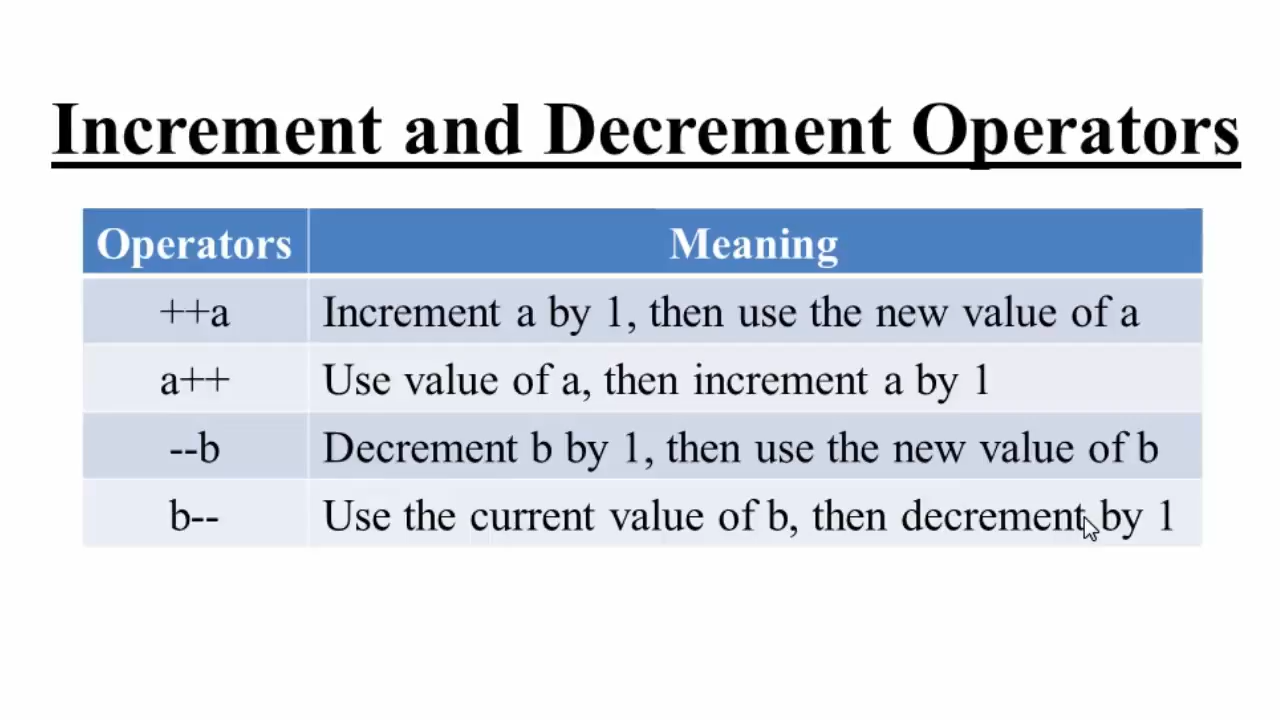 Increment and Decrement Operators
Operators Meaning
++a Increment a by 1, then use the new value of a
a++ Use value of a, then increment a by 1
--b Decrement b by 1, then use the new value of b
b-- Use the current value of b, then decrement by 1